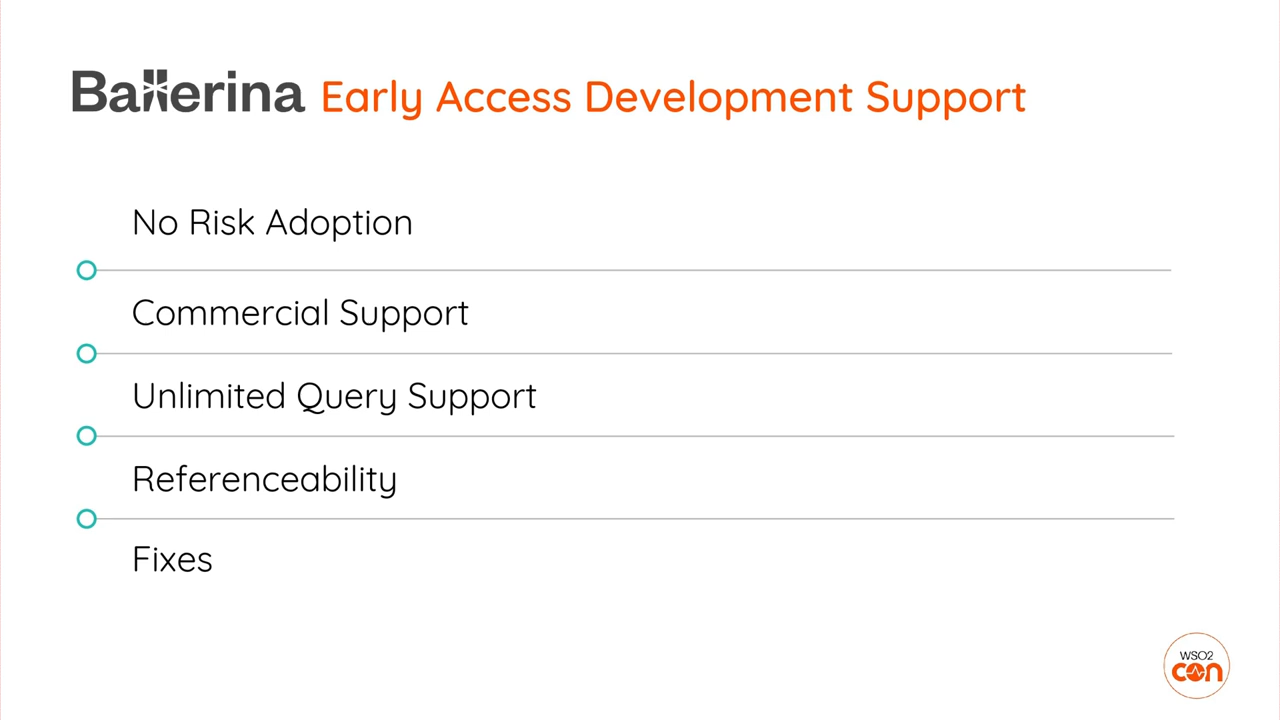 Ballerina Early Access Development Support
No Risk Adoption
Commercial Support
Unlimited Query Support
Referenceability
Fixes
WSO2
con